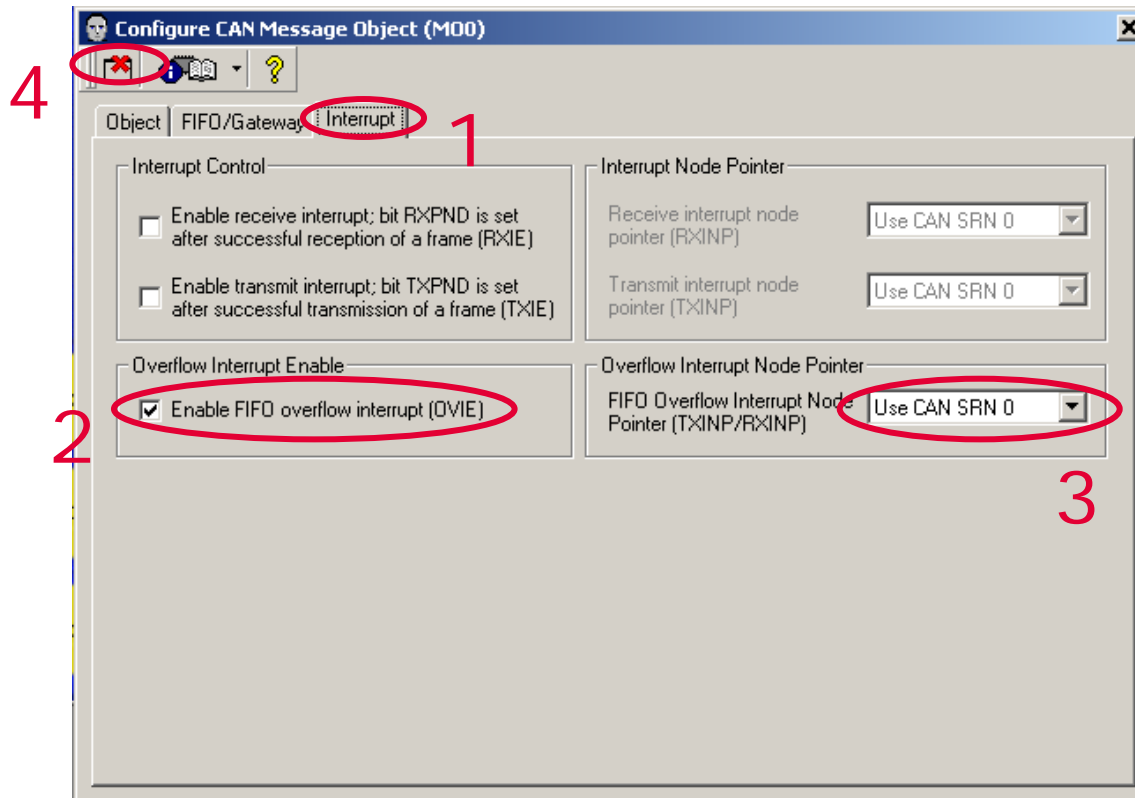 Configure CAN Message Object (MO0)
4
?
Object FIFO/Gateway Interrupt
1
Interrupt Control
Enable receive interrupt; bit RXPND is set
after successful reception of a frame (RXIE)
Enable transmit interrupt; bit TXPND is set
after successful transmission of a frame (TXIE)
Interrupt Node Pointer
Receive interrupt node
pointer (RXINP)
Use CAN SRN 0
Transmit interrupt node
pointer (TXINP)
Use CAN SRN 0
Overflow Interrupt Enable
Enable FIFO overflow interrupt (OVIE)
2
Overflow Interrupt Node Pointer
FIFO Overflow Interrupt Node
Pointer (TXINP/RXINP)
Use CAN SRN 0
3